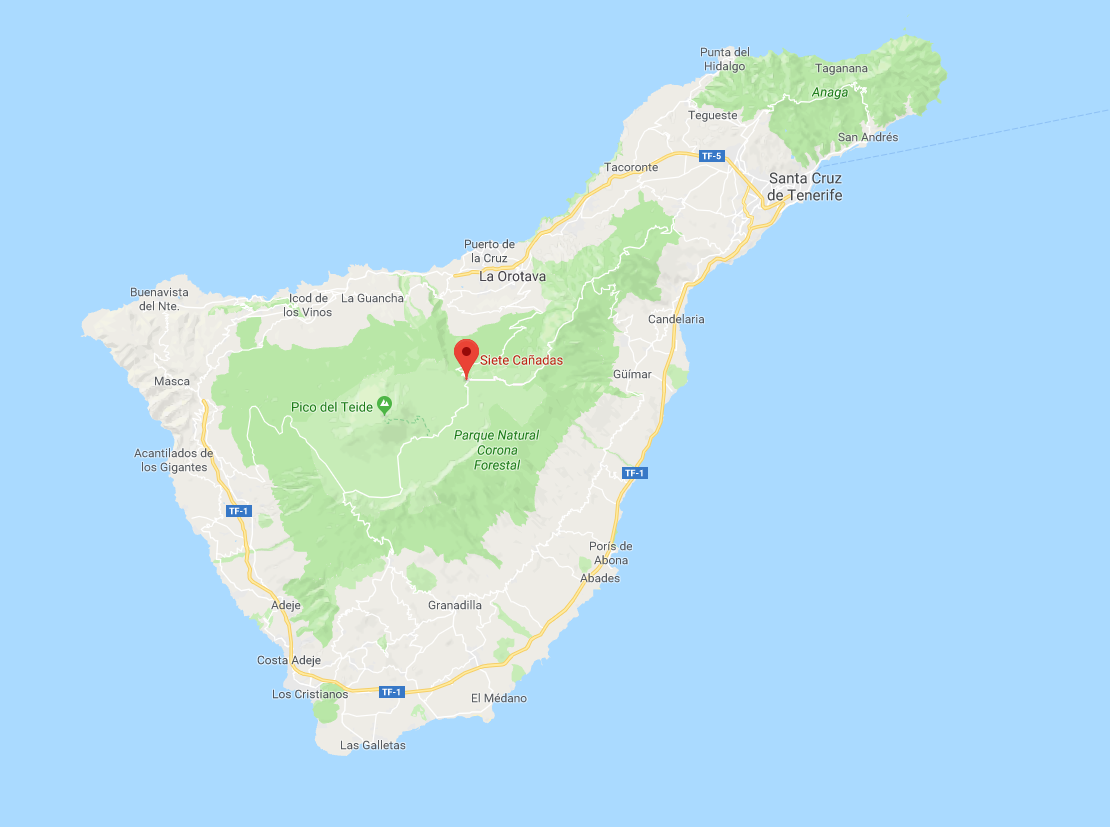 Punta del
Hidalgo
Taganana
Anaga
Tegueste
San Andrés
TF-5
Tacoronte
Santa Cruz
de Tenerife
Puerto de
la Cruz
La Orotava
Buenavista
del Nte.
Icod de
los Vinos
La Guancha
Candelaria
Siete Cañadas
Güímar
Masca
Pico del Teide
Parque Natural
Corona
Forestal
Acantilados de
los Gigantes
TF-1
TF-1
Porís de
Abona
Abades
Adeje
Granadilla
Costa Adeje
Los Cristianos
TF-1
El Médano
Las Galletas